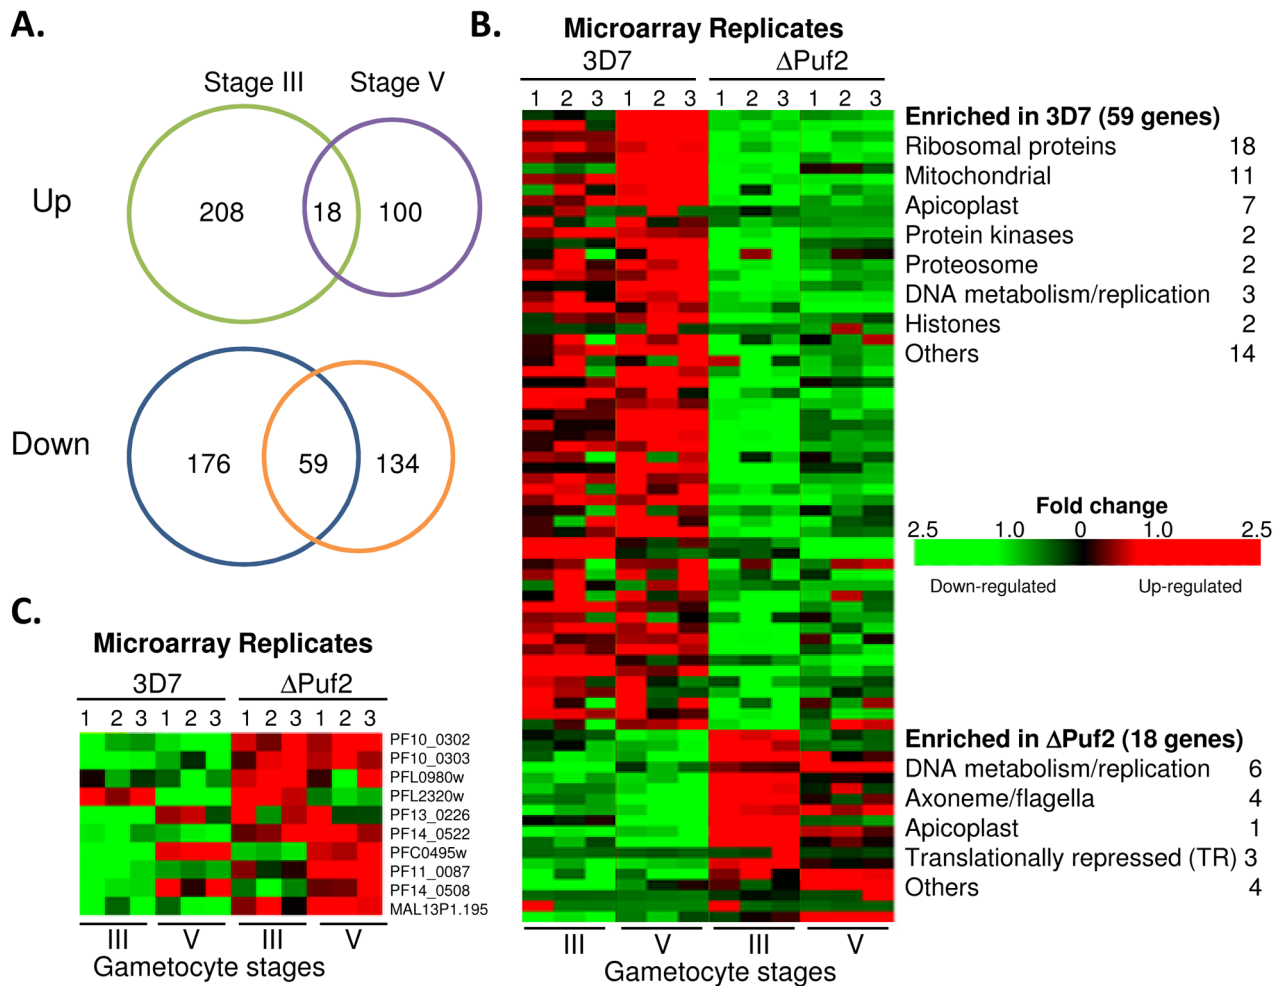 A.
Stage III
Stage V
Up
208
18
100
Down
176
59
134
B.
Microarray Replicates
3D7
ΔPuf2
1 2 3 1 2 3 1 2 3 1 2 3
Enriched in 3D7 (59 genes)
Ribosomal proteins 18
Mitochondrial 11
Apicoplast 7
Protein kinases 2
Proteosome 2
DNA metabolism/replication 3
Histones 2
Others 14
Fold change
2.5 1.0 0 1.0 2.5
Down-regulated
Up-regulated
Enriched in ΔPuf2 (18 genes)
DNA metabolism/replication 6
Axoneme/flagella 4
Apicoplast 1
Translationally repressed (TR) 3
Others 4
III V III V
Gametocyte stages
C.
Microarray Replicates
3D7
ΔPuf2
1 2 3 1 2 3 1 2 3 1 2 3
PF10_0302
PF10_0303
PFL0980w
PFL2320w
PF13_0226
PF14_0522
PFC0495w
PF11_0087
PF14_0508
MAL13P1.195
III V III V
Gametocyte stages